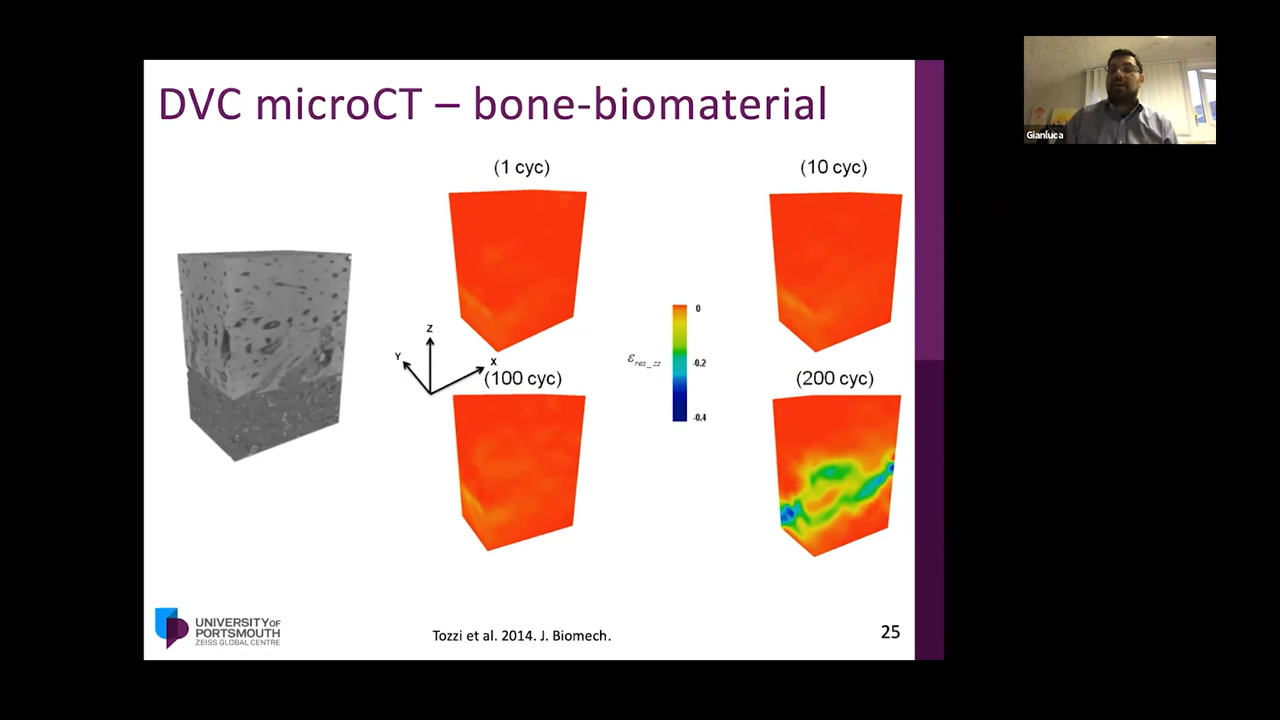 DVC microCT – bone-biomaterial
Gianluca
(1 cyc)
(10 cyc)
Z
Y
X
0
-0.2
-0.4
ε res_zz
(100 cyc)
(200 cyc)
UNIVERSITY OF
PORTSMOUTH
ZEISS GLOBAL CENTRE
Tozzi et al. 2014. J. Biomech.
25